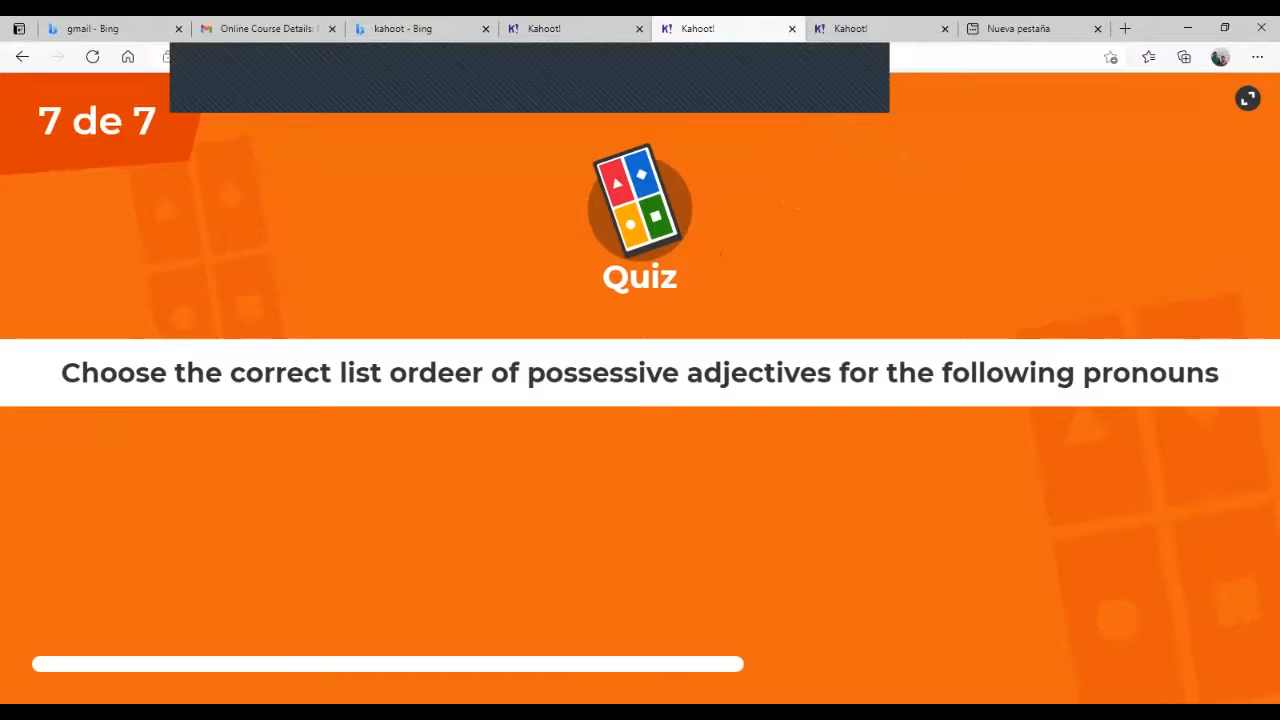 gmail - Bing
Online Course Details:
kahoot - Bing
K! Kahoot!
K! Kahoot!
K! Kahoot!
Nueva pestaña
7 de 7
Quiz
Choose the correct list ordeer of possessive adjectives for the following pronouns